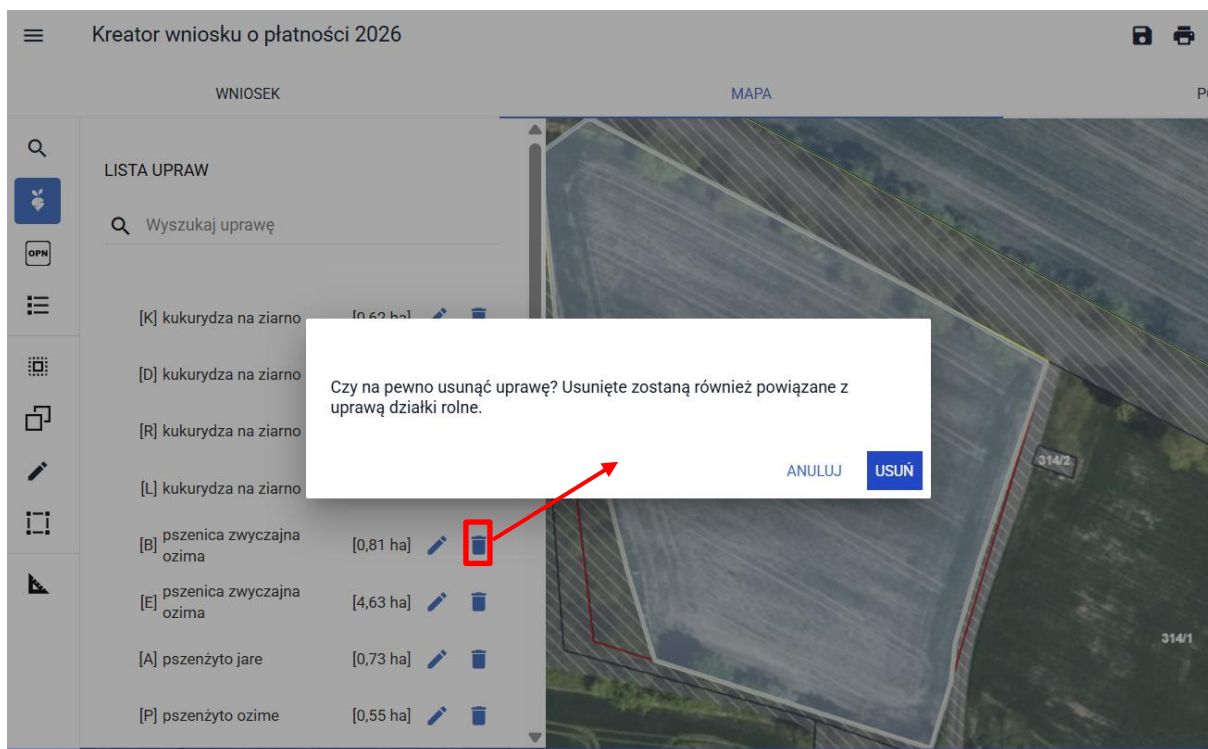 Kreator wniosku o płatności 2026
WNIOSEK
MAPA
LISTA UPRAW
Wyszukaj uprawę
OPN
[K] kukurydza na ziarno [0,62 ha]
[D] kukurydza na ziarno
[R] kukurydza na ziarno
[L] kukurydza na ziarno
Czy na pewno usunąć uprawę? Usunięte zostaną również powiązane z
uprawą działki rolne.
ANULUJ USUŃ
[B] pszenica zwyczajna
ozima [0,81 ha]
[E] pszenica zwyczajna
ozima [4,63 ha]
[A] pszenżyto jare [0,73 ha]
[P] pszenżyto ozime [0,55 ha]
314/2
314/1